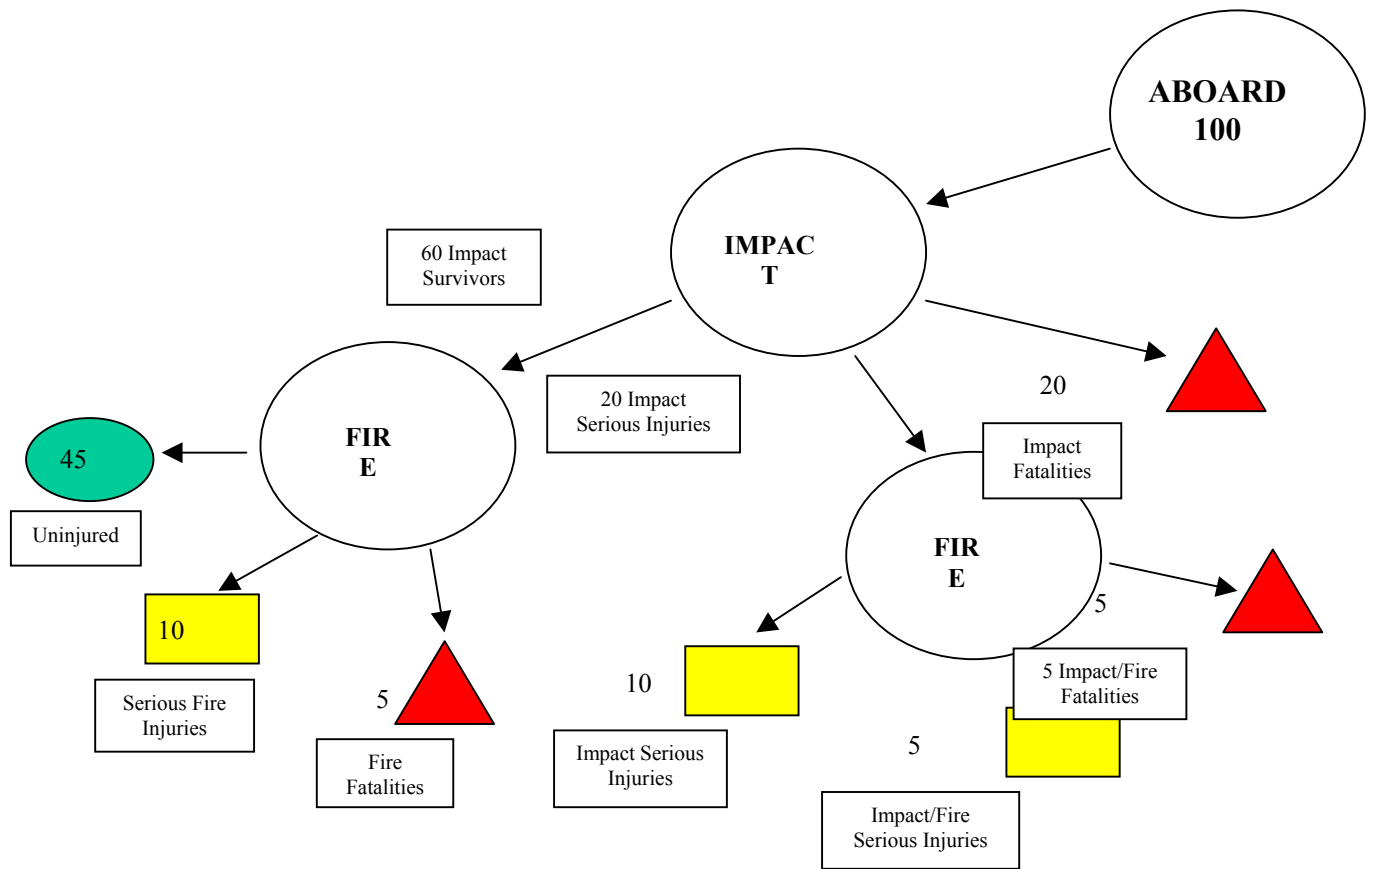 ABOARD
100
IMPAC
T
60 Impact
Survivors
20 Impact
Serious Injuries
20
Impact
Fatalities
FIR
E
45
Uninjured
10
Serious Fire
Injuries
5
Fire
Fatalities
FIR
E
5
5 Impact/Fire
Fatalities
10
Impact Serious
Injuries
5
Impact/Fire
Serious Injuries